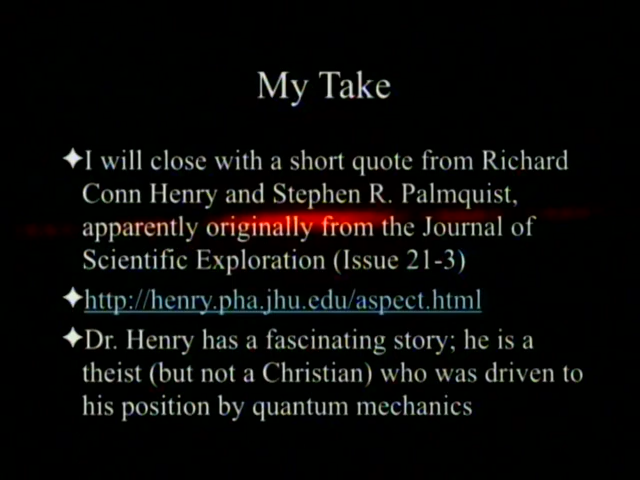 My Take
I will close with a short quote from Richard
Conn Henry and Stephen R. Palmquist,
apparently originally from the Journal of
Scientific Exploration (Issue 21-3)
http://henry.pha.jhu.edu/aspect.html
Dr. Henry has a fascinating story; he is a
theist (but not a Christian) who was driven to
his position by quantum mechanics